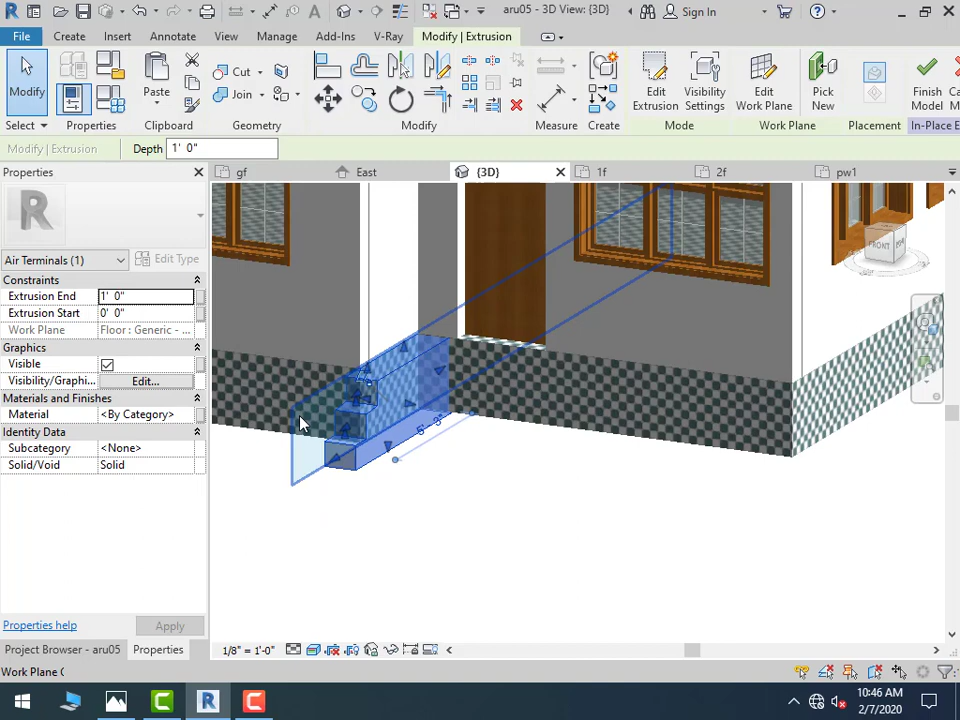 aru05 - 3D View: {3D}
Sign In
File
Create
Insert
Annotate
View
Manage
Add-Ins
V-Ray
Modify | Extrusion
Modify
Paste
Cut
Join
Edit
Extrusion
Visibility
Settings
Edit
Work Plane
Pick
New
Finish
Model
Ca
M
Select
Properties
Clipboard
Geometry
Modify
Measure
Create
Mode
Work Plane
Placement
In-Place E
Modify | Extrusion
Depth
1' 0"
Properties
gf
East
{3D}
1f
2f
pw1
Air Terminals (1)
Edit Type
Constraints
Extrusion End
1' 0"
Extrusion Start
0' 0"
Work Plane
Floor : Generic - ...
Graphics
Visible
Visibility/Graphi...
Edit...
Materials and Finishes
Material
<By Category>
Identity Data
Subcategory
<None>
Solid/Void
Solid
FRONT
5' - 3"
Properties help
Apply
Project Browser - aru05
Properties
1/8" = 1'-0"
Work Plane (
10:46 AM
2/7/2020